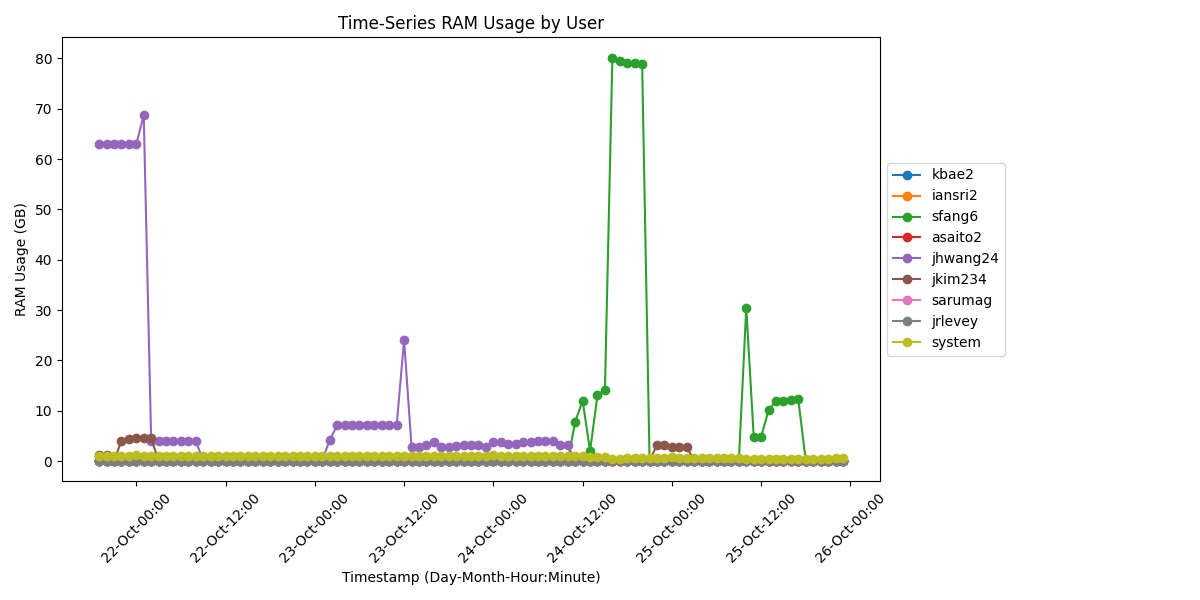 Time-Series RAM Usage by User
RAM Usage (GB)
80
70
60
50
40
30
20
10
0
22-Oct-00:00
22-Oct-12:00
23-Oct-00:00
23-Oct-12:00
24-Oct-00:00
24-Oct-12:00
25-Oct-00:00
25-Oct-12:00
26-Oct-00:00
Timestamp (Day-Month-Hour:Minute)
kbae2
iansri2
sfang6
asaito2
jhwang24
jkim234
sarumag
jrlevey
system